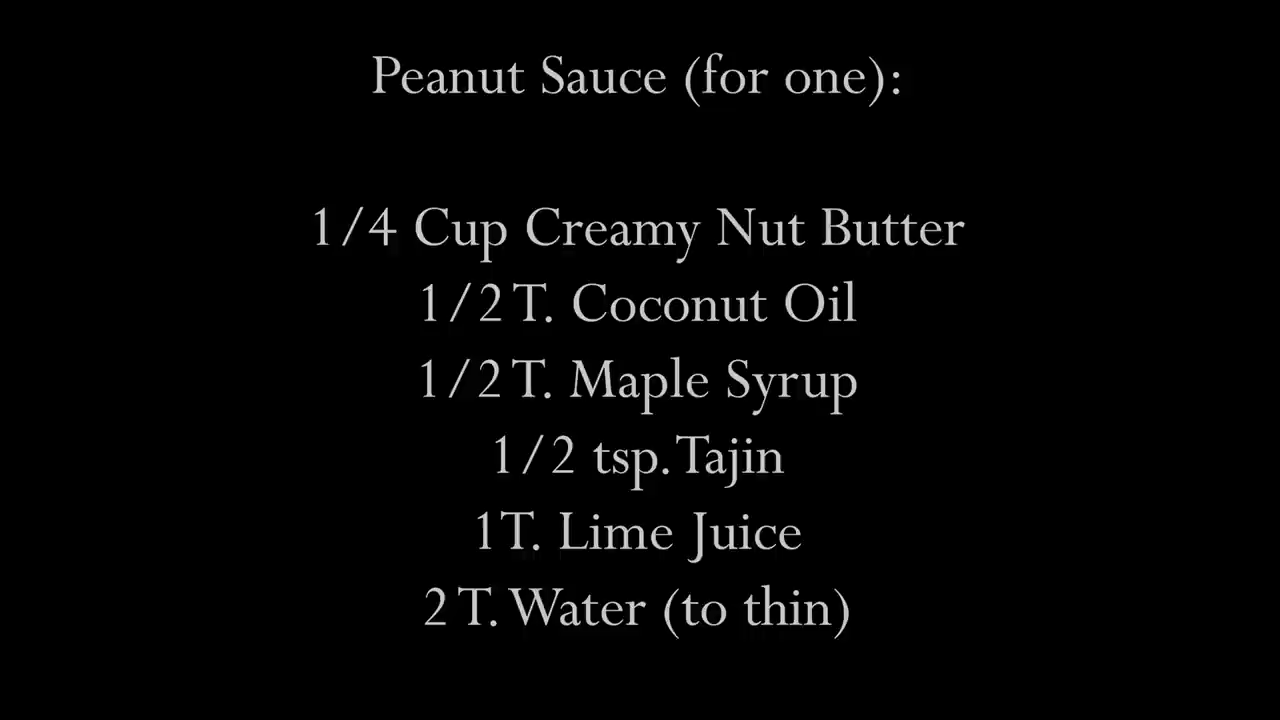 Peanut Sauce (for one):
1/4 Cup Creamy Nut Butter
1/2 T. Coconut Oil
1/2 T. Maple Syrup
1/2 tsp. Tajin
1 T. Lime Juice
2 T. Water (to thin)